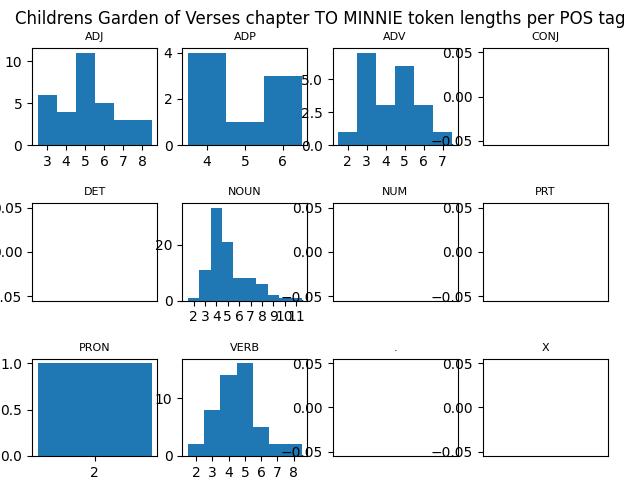 Childrens Garden of Verses chapter TO MINNIE token lengths per POS tag
ADJ ADP ADV CONJ
10 5 0
4 2 0
5.0 2.5 0.0
0.05 0.00 −0.05
3 4 5 6 7 8
4 5 6
2 3 4 5 6 7
DET NOUN NUM PRT
0.05 0.00 0.05
20 0
0.05 0.00 −0.05
0.05 0.00 −0.05
2 3 4 5 6 7 8 9 10 11
PRON VERB . X
1.0 0.5 0.0
10 0
0.05 0.00 −0.05
0.05 0.00 −0.05
2
2 3 4 5 6 7 8